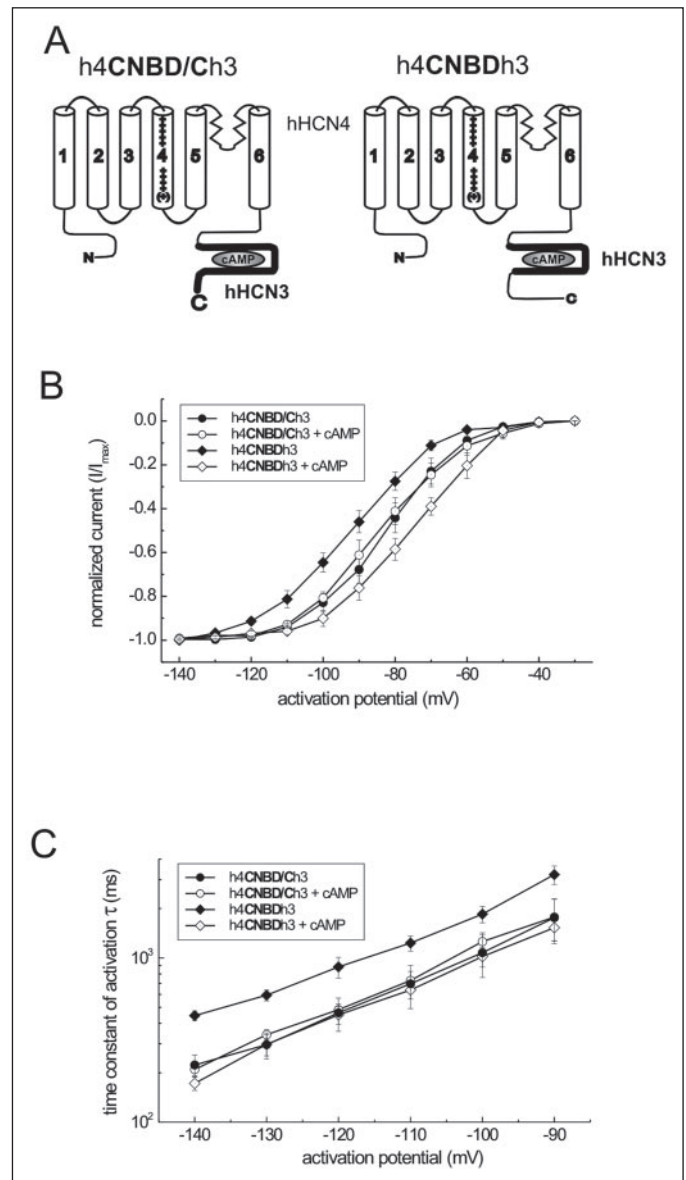 A
h4CNBD/Ch3
h4CNBDh3
hHCN4
1 2 3 4 5 6
1 2 3 4 5 6
++++ ++++ (+)
++++ ++++ (+)
N
cAMP
C
hHCN3
N
cAMP
C
hHCN3
B
h4CNBD/Ch3
h4CNBD/Ch3 + cAMP
h4CNBDh3
h4CNBDh3 + cAMP
normalized current (I/Imax)
0.0
-0.2
-0.4
-0.6
-0.8
-1.0
-140 -120 -100 -80 -60 -40
activation potential (mV)
C
h4CNBD/Ch3
h4CNBD/Ch3 + cAMP
h4CNBDh3
h4CNBDh3 + cAMP
time constant of activation τ (ms)
10³
10²
-140 -130 -120 -110 -100 -90
activation potential (mV)